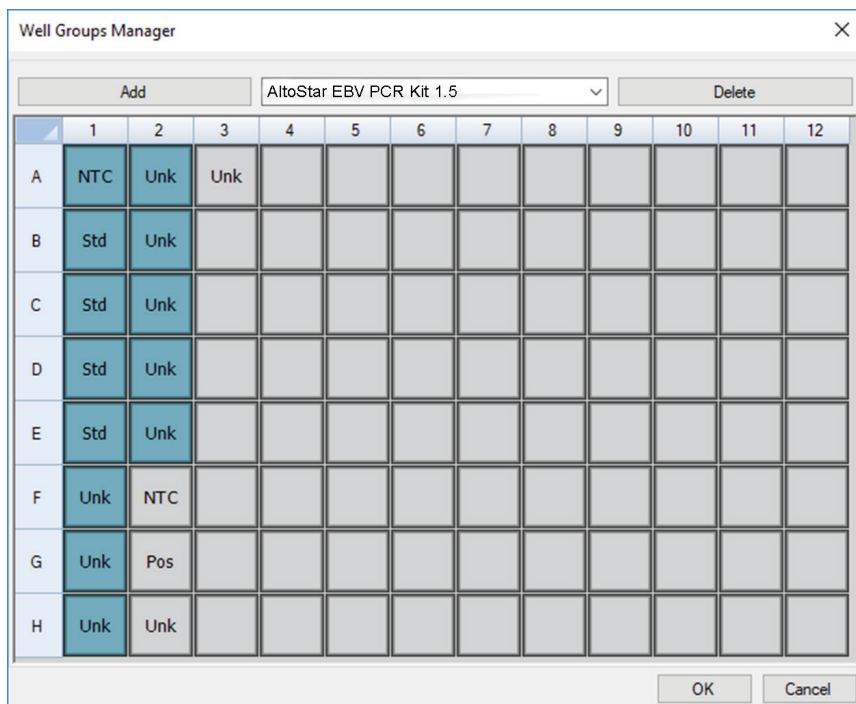 Well Groups Manager
Add AltoStar EBV PCR Kit 1.5 Delete
1 2 3 4 5 6 7 8 9 10 11 12
A NTC Unk Unk
B Std Unk
C Std Unk
D Std Unk
E Std Unk
F Unk NTC
G Unk Pos
H Unk Unk
OK Cancel